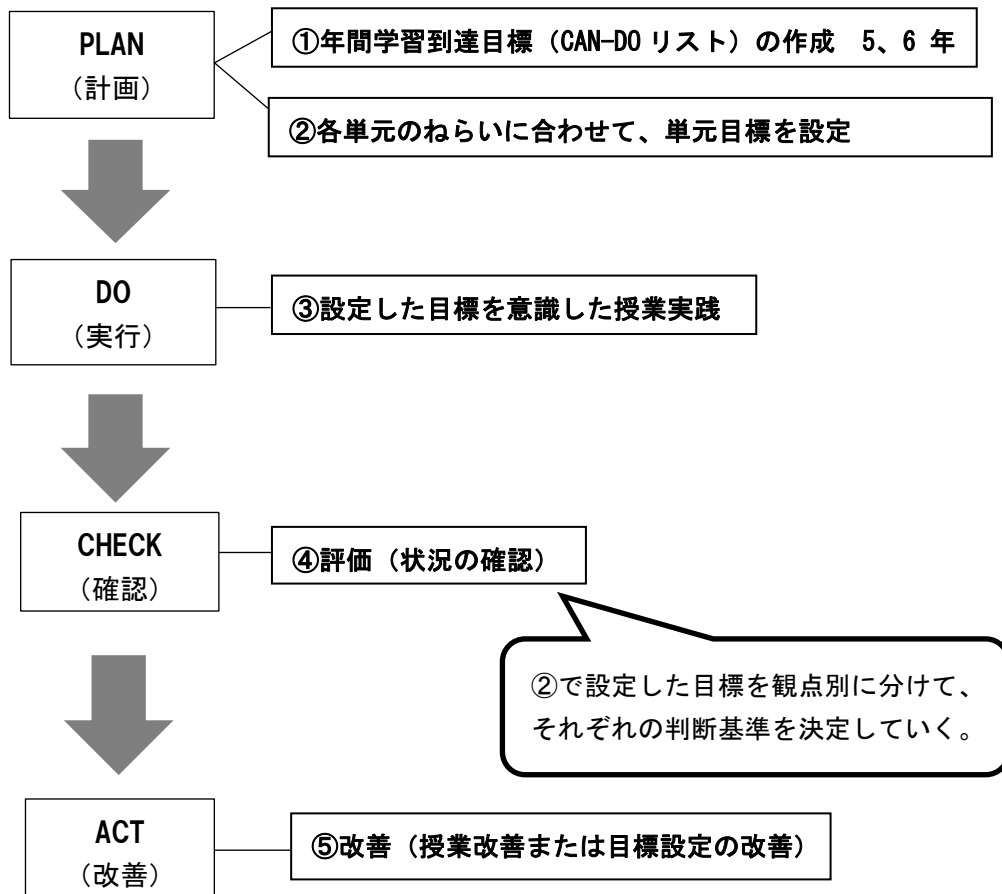 PLAN
（計画）
①年間学習到達目標（CAN-DO リスト）の作成　5、6 年
②各単元のねらいに合わせて、単元目標を設定
DO
（実行）
③設定した目標を意識した授業実践
CHECK
（確認）
④評価（状況の確認）
②で設定した目標を観点別に分けて、
それぞれの判断基準を決定していく。
ACT
（改善）
⑤改善（授業改善または目標設定の改善）